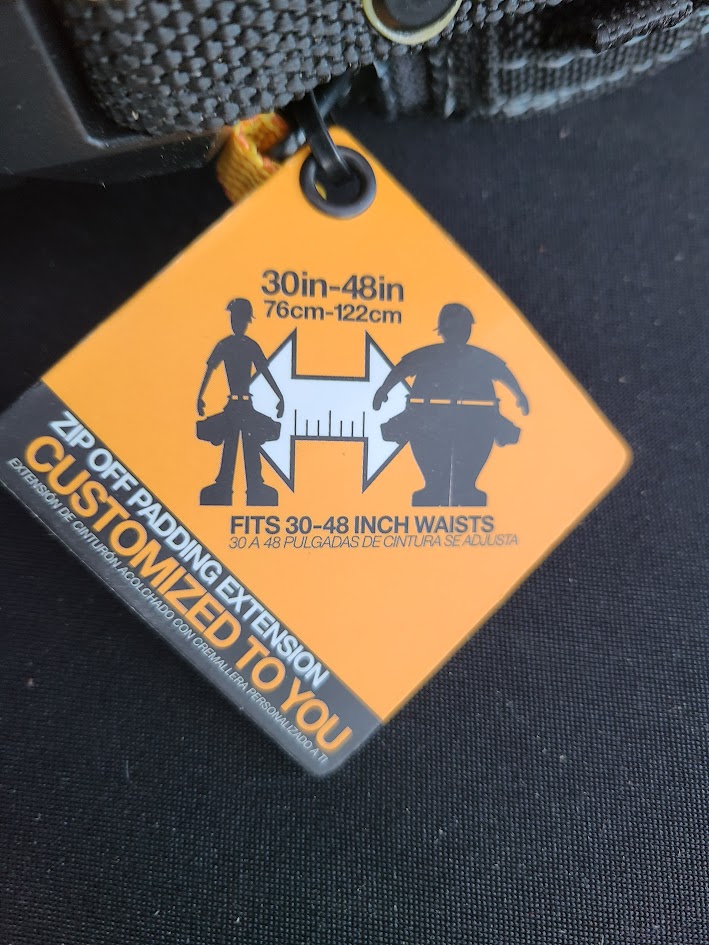 30in-48in
76cm-122cm
FITS 30-48 INCH WAISTS
30 A 48 PULGADAS DE CINTURA SE ADJUSTA
ZIP OFF PADDING EXTENSION
CUSTOMIZED TO YOU
EXTENSIÓN DE CINTURÓN ACOLCHADO CON CREMALLERA PERSONALIZADO A TI